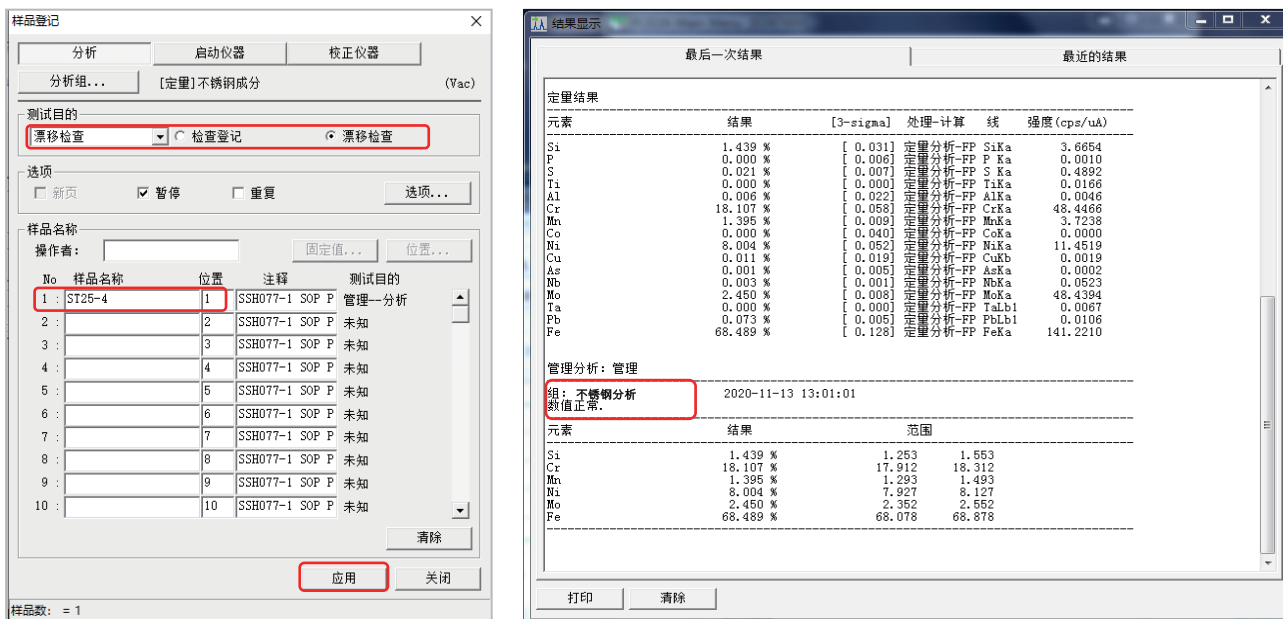 样品登记
分析 启动仪器 校正仪器
分析组... [定量]不锈钢成分 (Vac)
测试目的
漂移检查 检查登记 漂移检查
选项
新页 暂停 重复 选项...
样品名称
操作者: 固定值... 位置...
No 样品名称 位置 注释 测试目的
1 : ST25-4 1 SSH077-1 SOP P 管理--分析
2 : 2 SSH077-1 SOP P 未知
3 : 3 SSH077-1 SOP P 未知
4 : 4 SSH077-1 SOP P 未知
5 : 5 SSH077-1 SOP P 未知
6 : 6 SSH077-1 SOP P 未知
7 : 7 SSH077-1 SOP P 未知
8 : 8 SSH077-1 SOP P 未知
9 : 9 SSH077-1 SOP P 未知
10 : 10 SSH077-1 SOP P 未知
清除
应用 关闭
样品数: = 1
结果显示
最后一次结果 最近的结果
定量结果
元素 结果 [3-sigma] 处理-计算 线 强度(cps/uA)
Si 1.439 % [ 0.031] 定量分析-FP SiKa 3.6654
P 0.000 % [ 0.006] 定量分析-FP P Ka 0.0010
S 0.021 % [ 0.007] 定量分析-FP S Ka 0.4892
Ti 0.000 % [ 0.000] 定量分析-FP TiKa 0.0166
Al 0.006 % [ 0.022] 定量分析-FP AlKa 0.0046
Cr 18.107 % [ 0.058] 定量分析-FP CrKa 48.4466
Mn 1.395 % [ 0.009] 定量分析-FP MnKa 3.7238
Co 0.000 % [ 0.040] 定量分析-FP CoKa 0.0000
Ni 8.004 % [ 0.052] 定量分析-FP NiKa 11.4519
Cu 0.011 % [ 0.019] 定量分析-FP CuKb 0.0019
As 0.001 % [ 0.005] 定量分析-FP AsKa 0.0002
Nb 0.003 % [ 0.001] 定量分析-FP NbKa 0.0523
Mo 2.450 % [ 0.008] 定量分析-FP MoKa 48.4394
Ta 0.000 % [ 0.000] 定量分析-FP TaLb1 0.0067
Pb 0.073 % [ 0.005] 定量分析-FP PbLb1 0.0106
Fe 68.489 % [ 0.128] 定量分析-FP FeKa 141.2210
管理分析: 管理
组: 不锈钢分析 2020-11-13 13:01:01
数值正常.
元素 结果 范围
Si 1.439 % 1.253 1.553
Cr 18.107 % 17.912 18.312
Mn 1.395 % 1.293 1.493
Ni 8.004 % 7.927 8.127
Mo 2.450 % 2.352 2.552
Fe 68.489 % 68.078 68.878
打印 清除